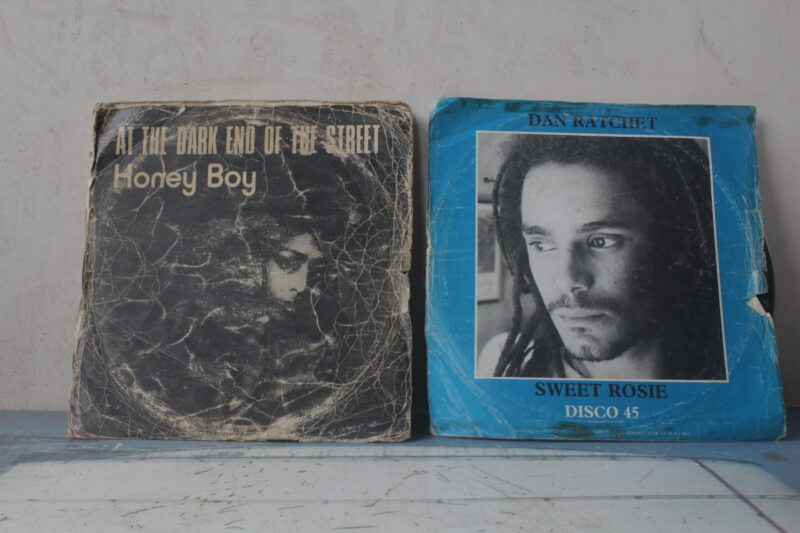 AT THE DARK END OF THE STREET
Honey Boy
DAN RATCHET
SWEET ROSIE
DISCO 45